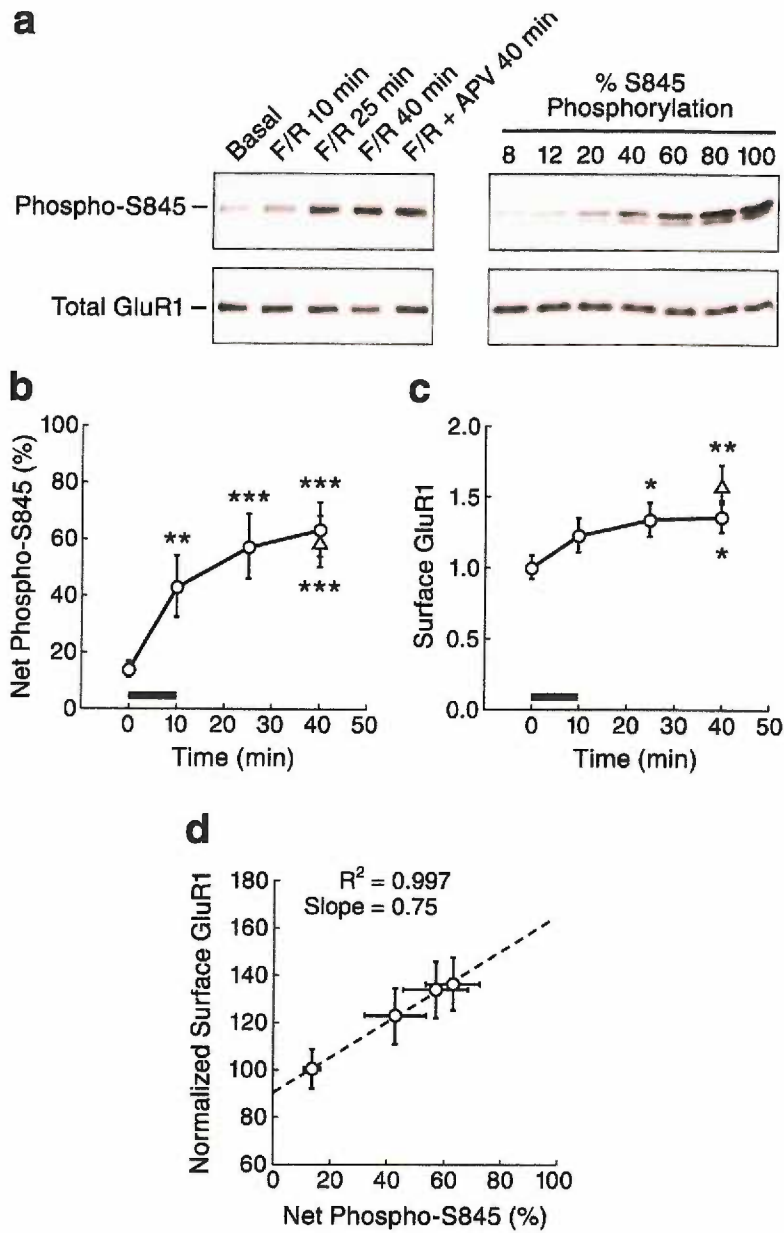 a
Basal
F/R 10 min
F/R 25 min
F/R 40 min
F/R + APV 40 min
% S845
Phosphorylation
8 12 20 40 60 80 100
Phospho-S845
Total GluR1
b
Net Phospho-S845 (%)
100
80
60
40
20
0
**
***
***
***
0 10 20 30 40 50
Time (min)
c
Surface GluR1
2.0
1.5
1.0
0.5
0.0
*
**
*
0 10 20 30 40 50
Time (min)
d
Normalized Surface GluR1
180
160
140
120
100
80
60
R² = 0.997
Slope = 0.75
0 20 40 60 80 100
Net Phospho-S845 (%)